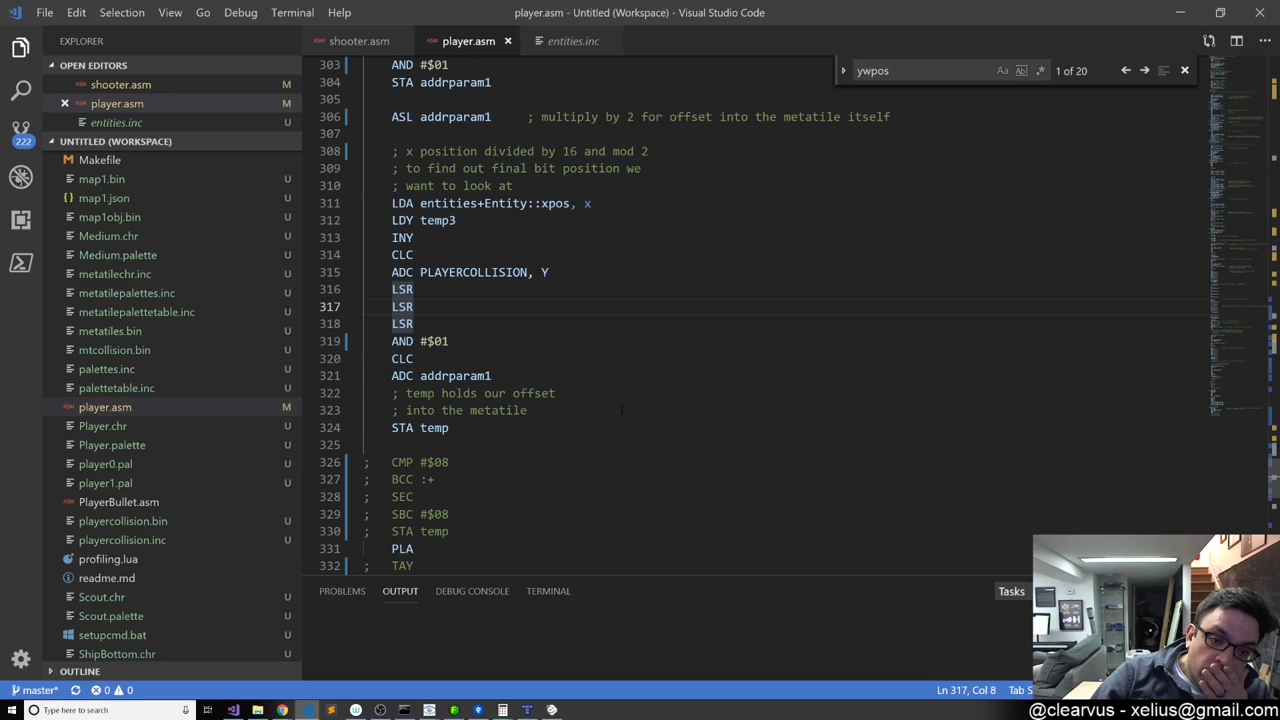 File Edit Selection View Go Debug Terminal Help
player.asm - Untitled (Workspace) - Visual Studio Code
EXPLORER
OPEN EDITORS
shooter.asm M
player.asm M
entities.inc
UNTITLED (WORKSPACE)
Makefile U
map1.bin U
map1.json U
map1obj.bin U
Medium.chr U
Medium.palette U
metatilechr.inc U
metatilepalettes.inc U
metatilepalettetable.inc U
metatiles.bin U
mtcollision.bin U
palettes.inc U
palettetable.inc U
player.asm M
Player.chr U
Player.palette U
player0.pal U
player1.pal U
PlayerBullet.asm U
playercollision.bin U
playercollision.inc U
profiling.lua U
readme.md U
Scout.chr U
Scout.palette U
setupcmd.bat U
ShipBottom.chr U
OUTLINE
222
shooter.asm player.asm entities.inc
ywpos Aa Abl 1 of 20
303 AND #$01
304 STA addrparam1
305
306 ASL addrparam1 ; multiply by 2 for offset into the metatile itself
307
308 ; x position divided by 16 and mod 2
309 ; to find out final bit position we
310 ; want to look at
311 LDA entities+Entity::xpos, x
312 LDY temp3
313 INY
314 CLC
315 ADC PLAYERCOLLISION, Y
316 LSR
317 LSR
318 LSR
319 AND #$01
320 CLC
321 ADC addrparam1
322 ; temp holds our offset
323 ; into the metatile
324 STA temp
325
326 ; CMP #$08
327 ; BCC :+
328 ; SEC
329 ; SBC #$08
330 ; STA temp
331 PLA
332 ; TAY
PROBLEMS OUTPUT DEBUG CONSOLE TERMINAL
Tasks
master* 0 0
Ln 317, Col 8 Tab S
Type here to search
@clearvus - xelius@gmail.com